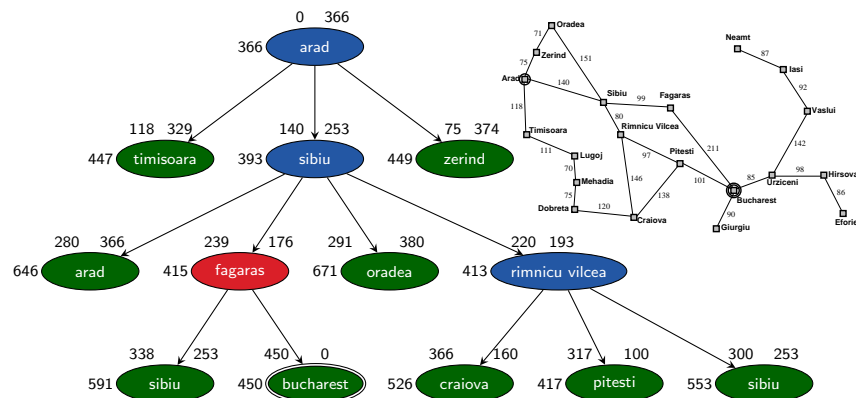 0 366
366 arad
118 329
447 timisoara
140 253
393 sibiu
75 374
449 zerind
280 366
646 arad
239 176
415 fagaras
291 380
671 oradea
220 193
413 rimnicu vilcea
338 253
591 sibiu
450 0
450 bucharest
366 160
526 craiova
317 100
417 pitesti
300 253
553 sibiu
Oradea
71
Zerind
151
75
Arad
140
118
Sibiu
99
Fagaras
80
Timisoara
Rimnicu Vilcea
111
Lugoj
70
Mehadia
75
Dobreta
120
146
97
Pitesti
138
Craiova
211
101
85
Bucharest
90
Giurgiu
Neamt
87
Iasi
92
Vaslui
142
98
Urziceni
Hirsova
86
Eforie